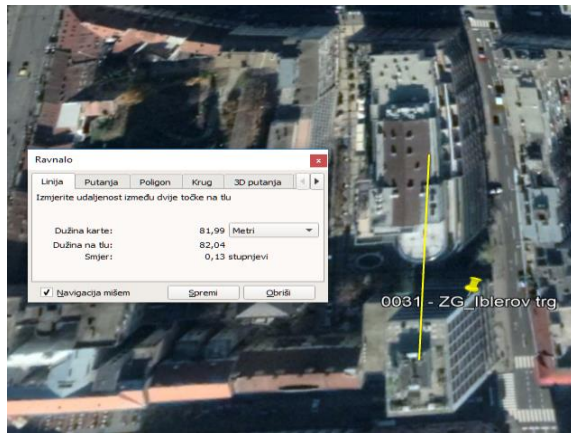 Ravnalo
x
Linija Putanja Poligon Krug 3D putanja
Izmjerite udaljenost između dvije točke na tlu
Dužina karte: 81,99 Metri
Dužina na tlu: 82,04
Smjer: 0,13 stupnjevi
Navigacija mišem Spremi Obriši
0031 - ZG_Iblerov trg